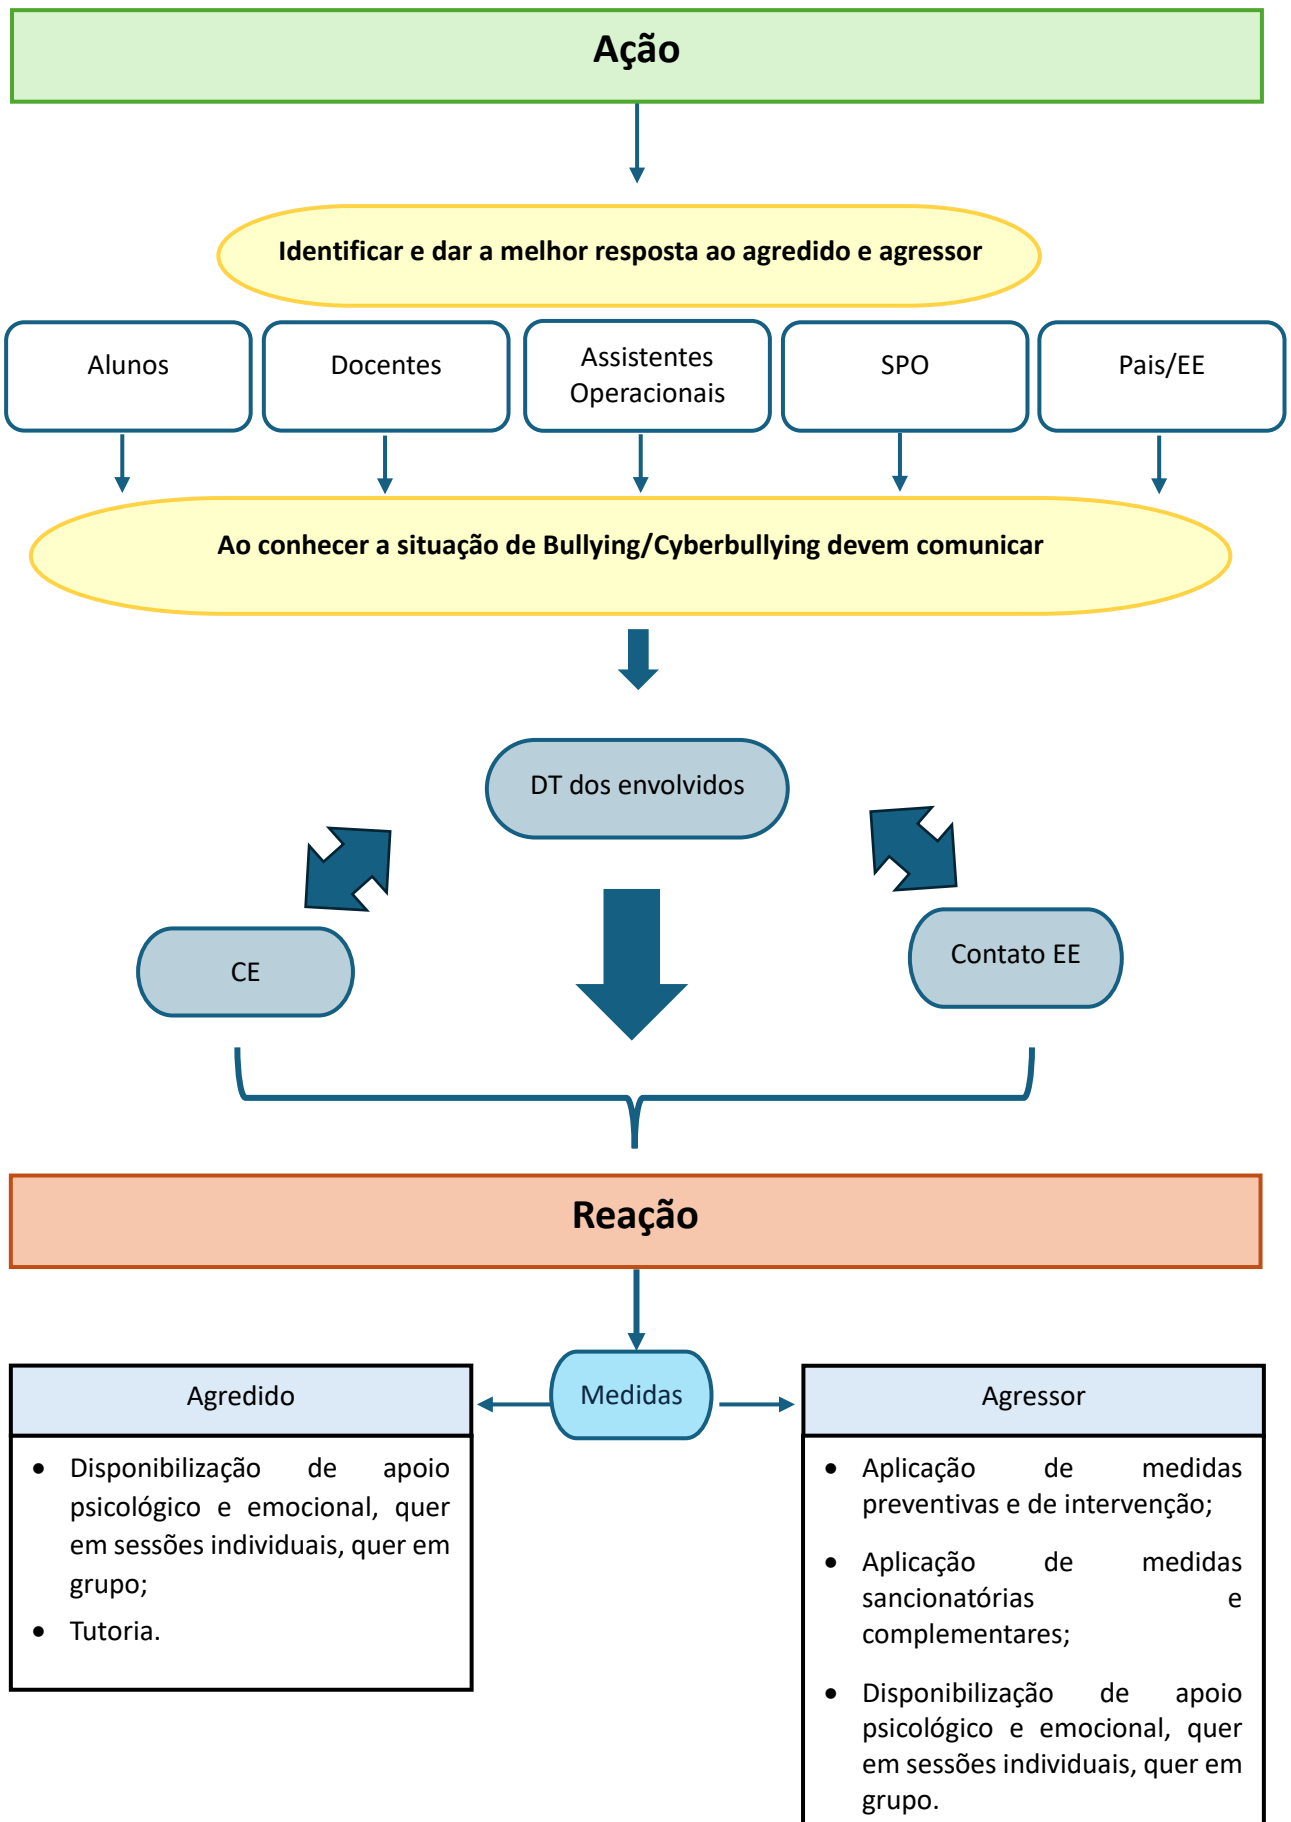 Ação
Identificar e dar a melhor resposta ao agredido e agressor
Alunos
Docentes
Assistentes
Operacionais
SPO
Pais/EE
Ao conhecer a situação de Bullying/Cyberbullying devem comunicar
DT dos envolvidos
CE
Contato EE
Reação
Medidas
Agredido
• Disponibilização de apoio
psicológico e emocional, quer
em sessões individuais, quer em
grupo;
• Tutoria.
Agressor
• Aplicação de medidas
preventivas e de intervenção;
• Aplicação de medidas
sancionatórias e
complementares;
• Disponibilização de apoio
psicológico e emocional, quer
em sessões individuais, quer em
grupo.